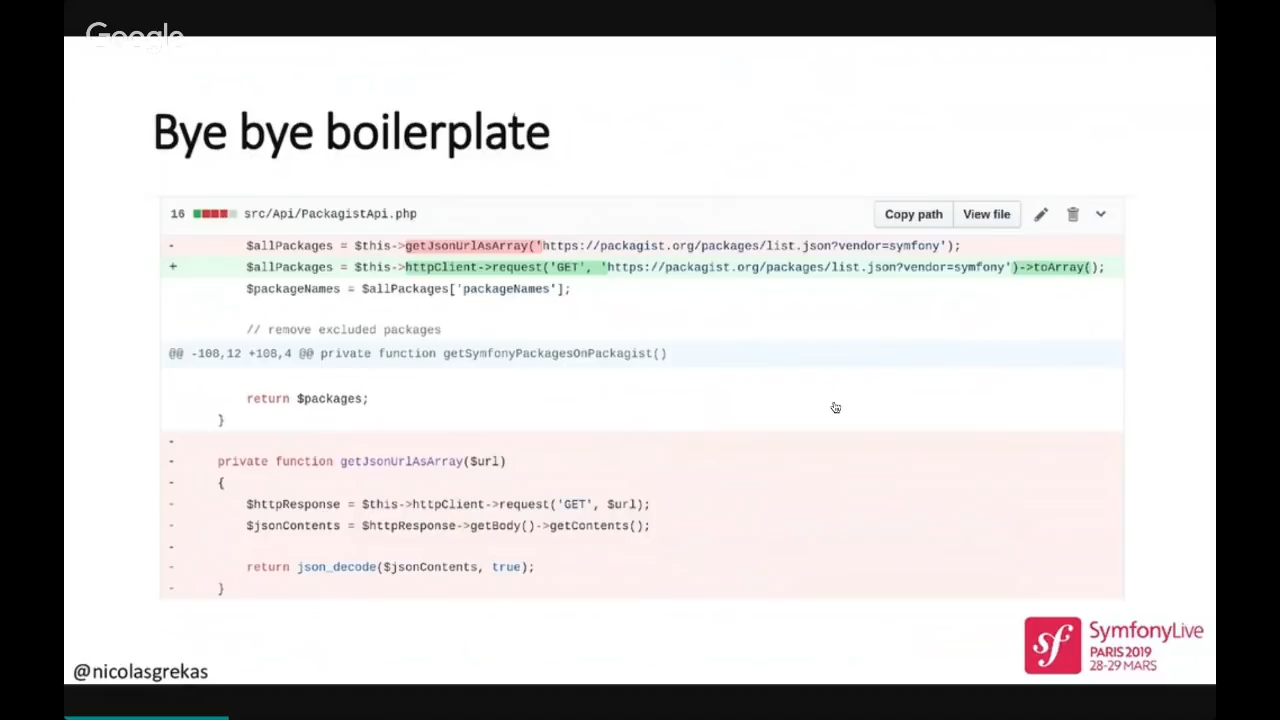 Google
Bye bye boilerplate
16 src/Api/PackagistApi.php Copy path View file
- $allPackages = $this->getJsonUrlAsArray('https://packagist.org/packages/list.json?vendor=symfony');
+ $allPackages = $this->httpClient->request('GET', 'https://packagist.org/packages/list.json?vendor=symfony')->toArray();
$packageNames = $allPackages['packageNames'];
// remove excluded packages
@@ -108,12 +108,4 @@ private function getSymfonyPackagesOnPackagist()
return $packages;
}
-
- private function getJsonUrlAsArray($url)
- {
- $httpResponse = $this->httpClient->request('GET', $url);
- $jsonContents = $httpResponse->getBody()->getContents();
-
- return json_decode($jsonContents, true);
- }
sf SymfonyLive
PARIS 2019
28-29 MARS
@nicolasgrekas